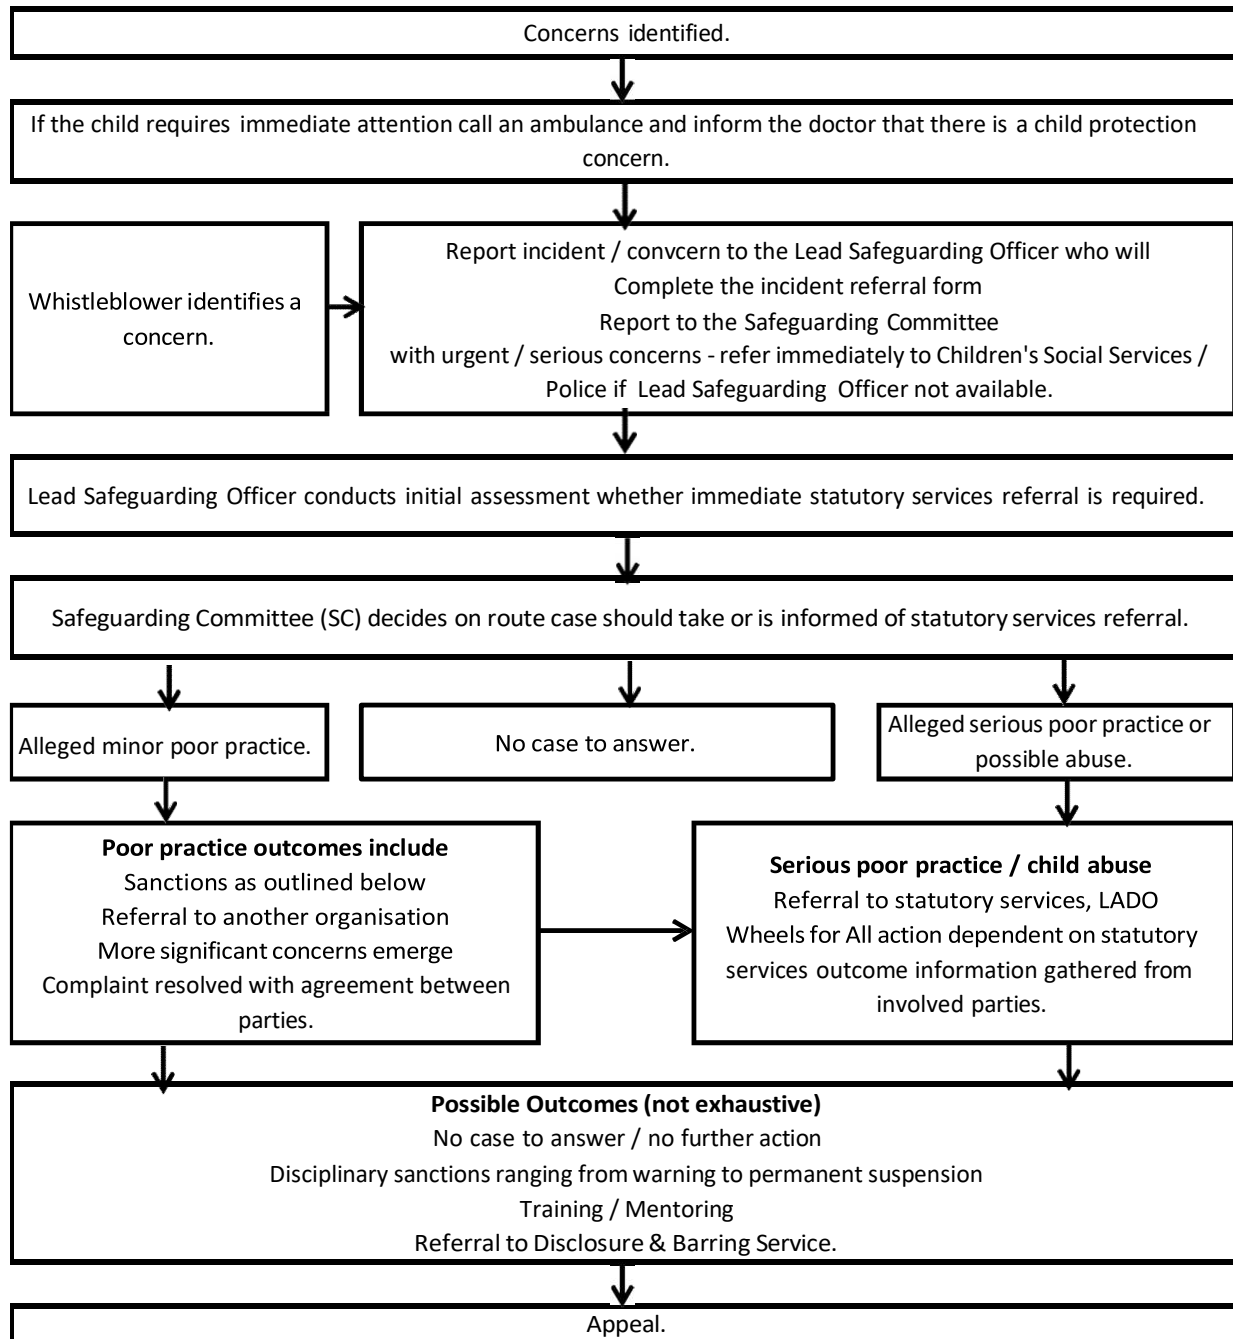 Concerns identified.
If the child requires immediate attention call an ambulance and inform the doctor that there is a child protection
concern.
Whistleblower identifies a
concern.
Report incident / convcern to the Lead Safeguarding Officer who will
Complete the incident referral form
Report to the Safeguarding Committee
with urgent / serious concerns - refer immediately to Children's Social Services /
Police if Lead Safeguarding Officer not available.
Lead Safeguarding Officer conducts initial assessment whether immediate statutory services referral is required.
Safeguarding Committee (SC) decides on route case should take or is informed of statutory services referral.
Alleged minor poor practice.
No case to answer.
Alleged serious poor practice or
possible abuse.
Poor practice outcomes include
Sanctions as outlined below
Referral to another organisation
More significant concerns emerge
Complaint resolved with agreement between
parties.
Serious poor practice / child abuse
Referral to statutory services, LADO
Wheels for All action dependent on statutory
services outcome information gathered from
involved parties.
Possible Outcomes (not exhaustive)
No case to answer / no further action
Disciplinary sanctions ranging from warning to permanent suspension
Training / Mentoring
Referral to Disclosure & Barring Service.
Appeal.